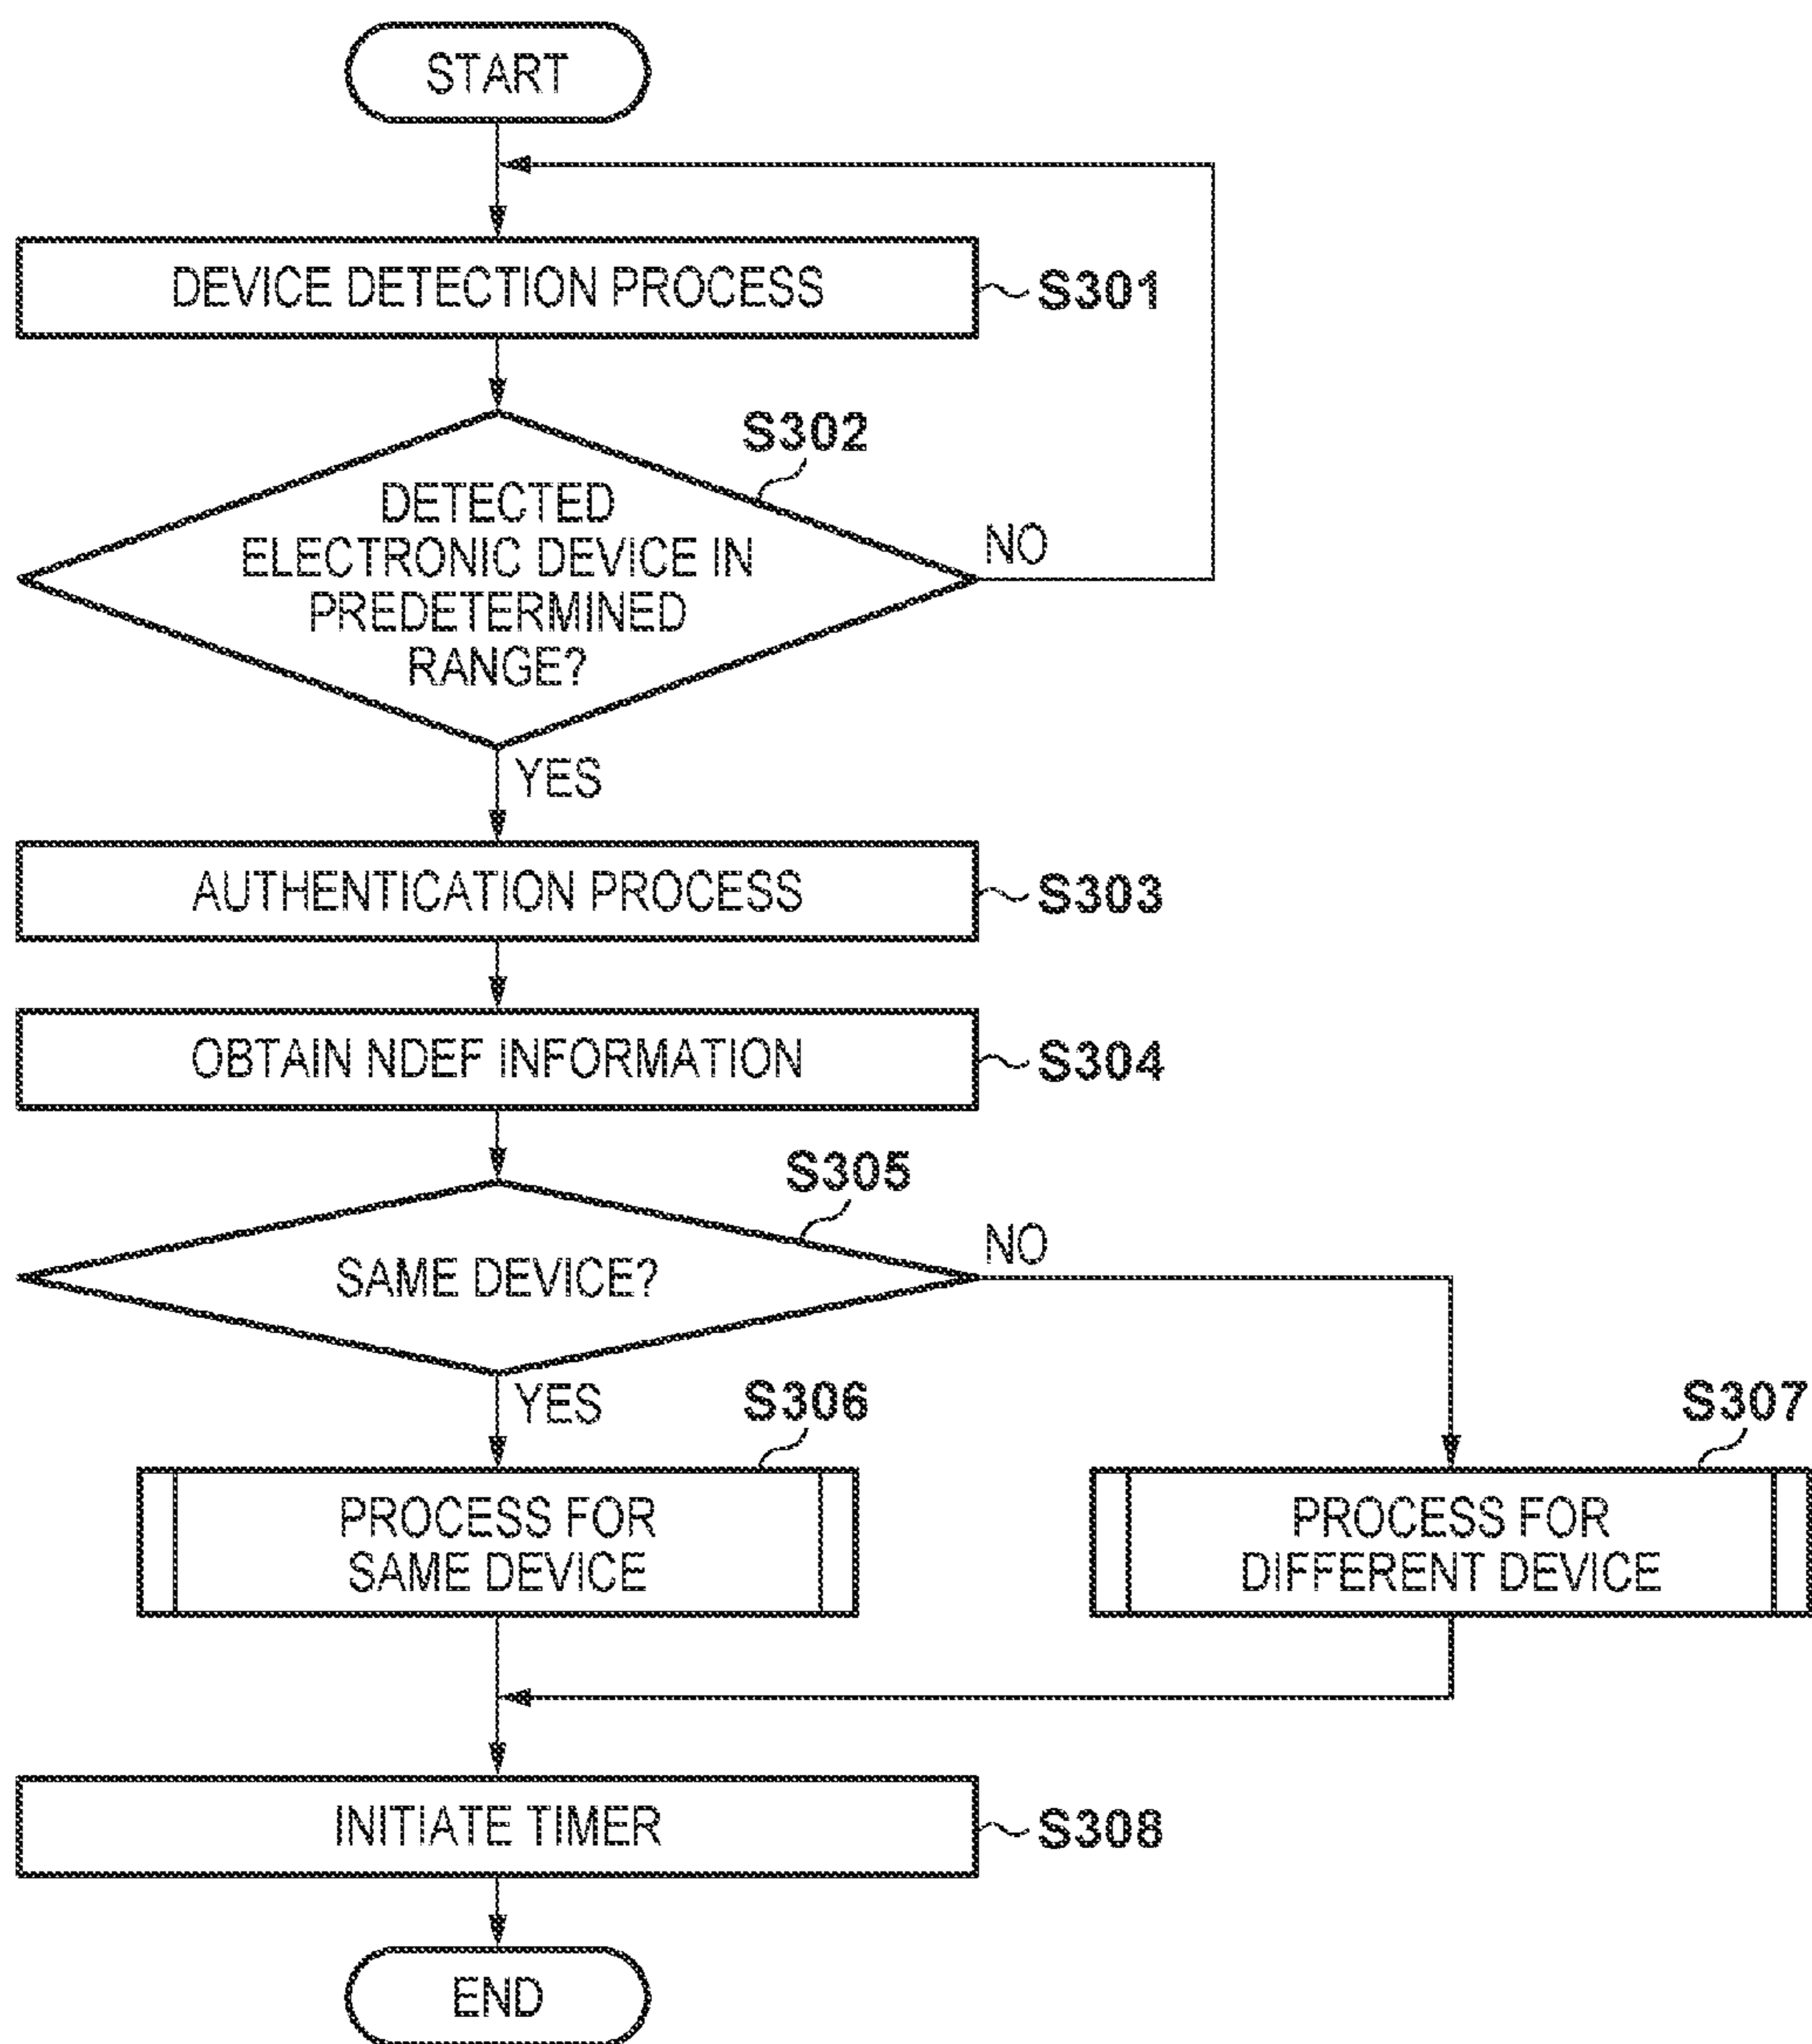 START
DEVICE DETECTION PROCESS
S301
S302
DETECTED
ELECTRONIC DEVICE IN
PREDETERMINED
RANGE?
NO
YES
AUTHENTICATION PROCESS
S303
OBTAIN NDEF INFORMATION
S304
S305
SAME DEVICE?
NO
YES
S306
S307
PROCESS FOR
SAME DEVICE
PROCESS FOR
DIFFERENT DEVICE
INITIATE TIMER
S308
END